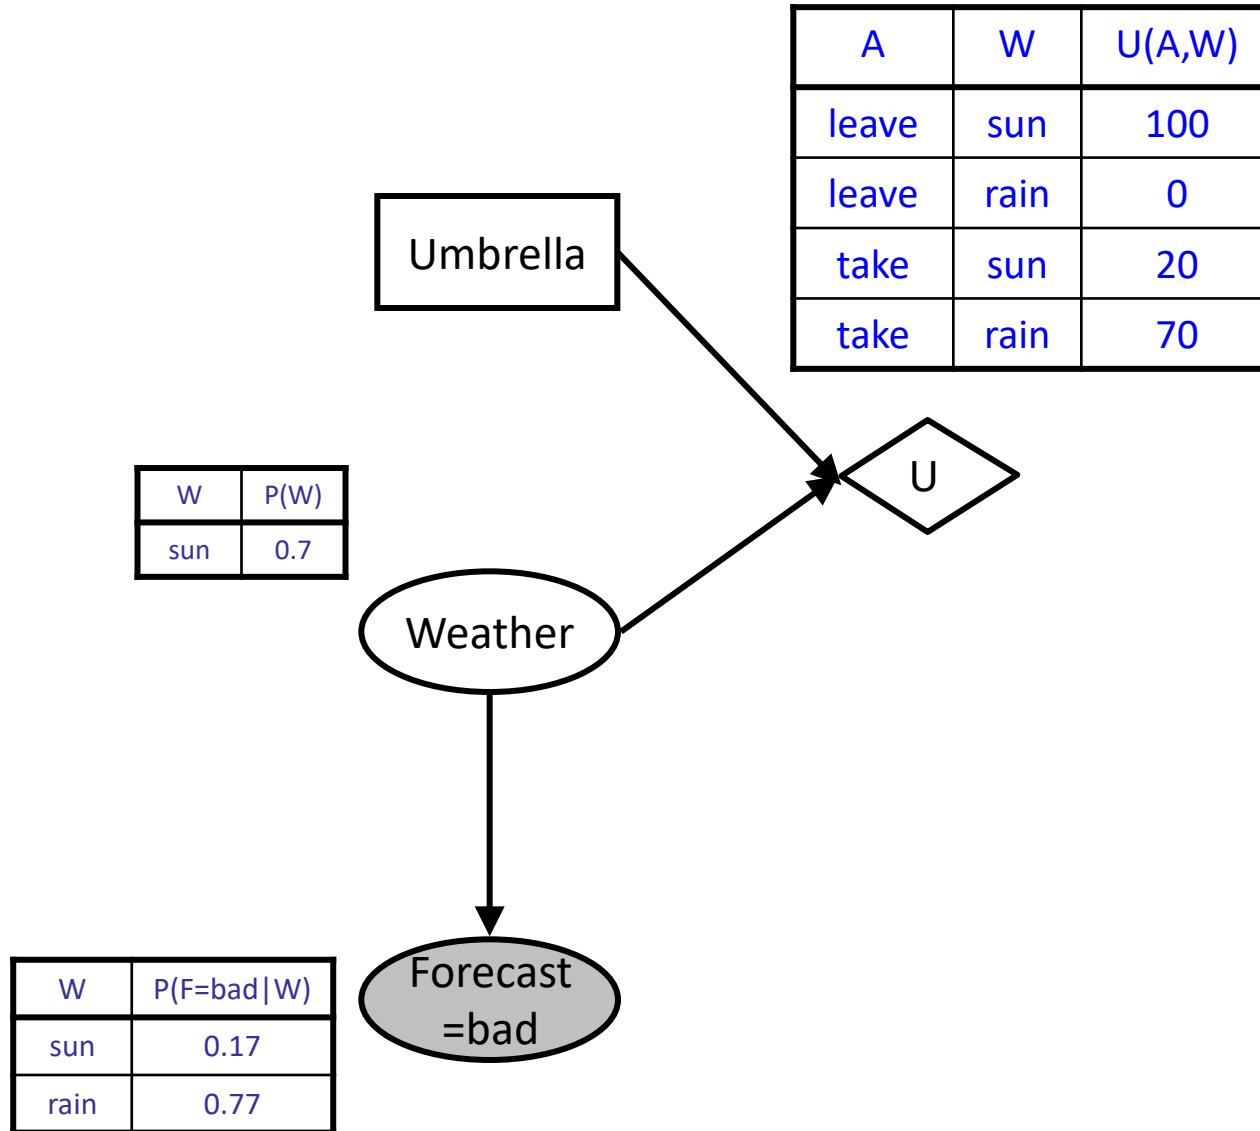 A W U(A,W)
leave sun 100
leave rain 0
take sun 20
take rain 70
Umbrella
U
W P(W)
sun 0.7
Weather
Forecast
=bad
W P(F=bad|W)
sun 0.17
rain 0.77